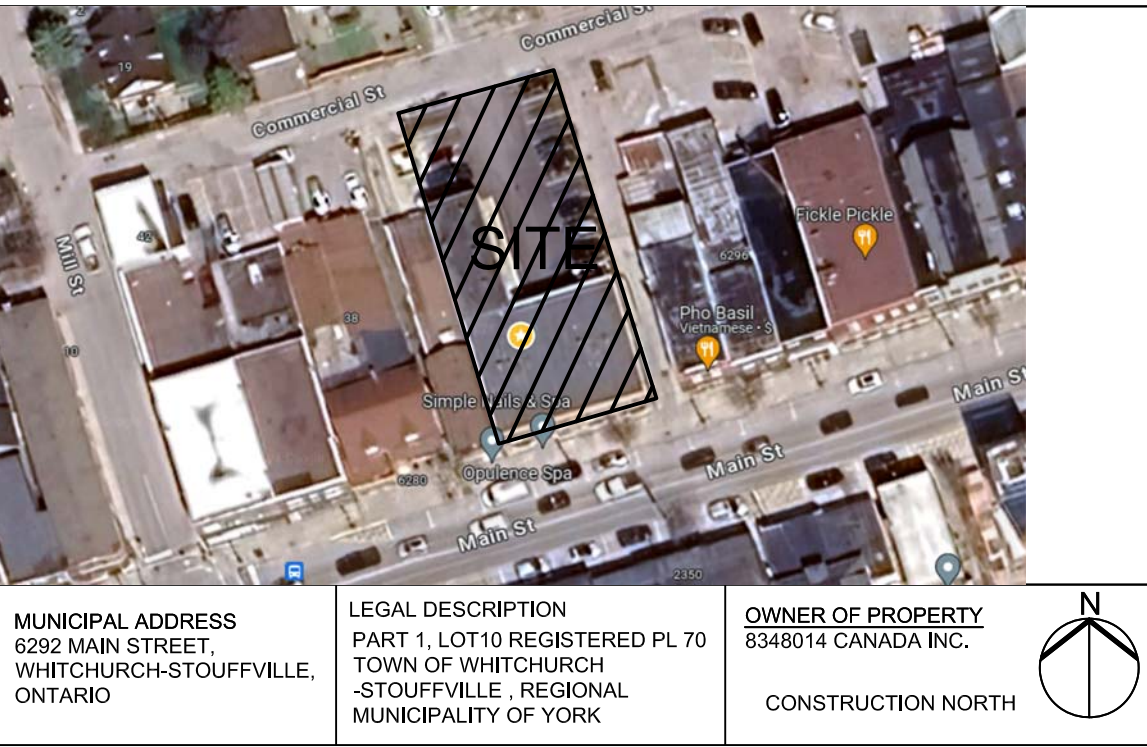 Commercial St
19
Commercial St
Mill St
42
SITE
Fickle Pickle
6296
Pho Basil
Vietnamese • $
38
10
Simple Nails & Spa
Main St
Main St
Opulence Spa
6280
Main St
2350
MUNICIPAL ADDRESS
6292 MAIN STREET,
WHITCHURCH-STOUFFVILLE,
ONTARIO
LEGAL DESCRIPTION
PART 1, LOT10 REGISTERED PL 70
TOWN OF WHITCHURCH
-STOUFFVILLE , REGIONAL
MUNICIPALITY OF YORK
OWNER OF PROPERTY
8348014 CANADA INC.
CONSTRUCTION NORTH
N